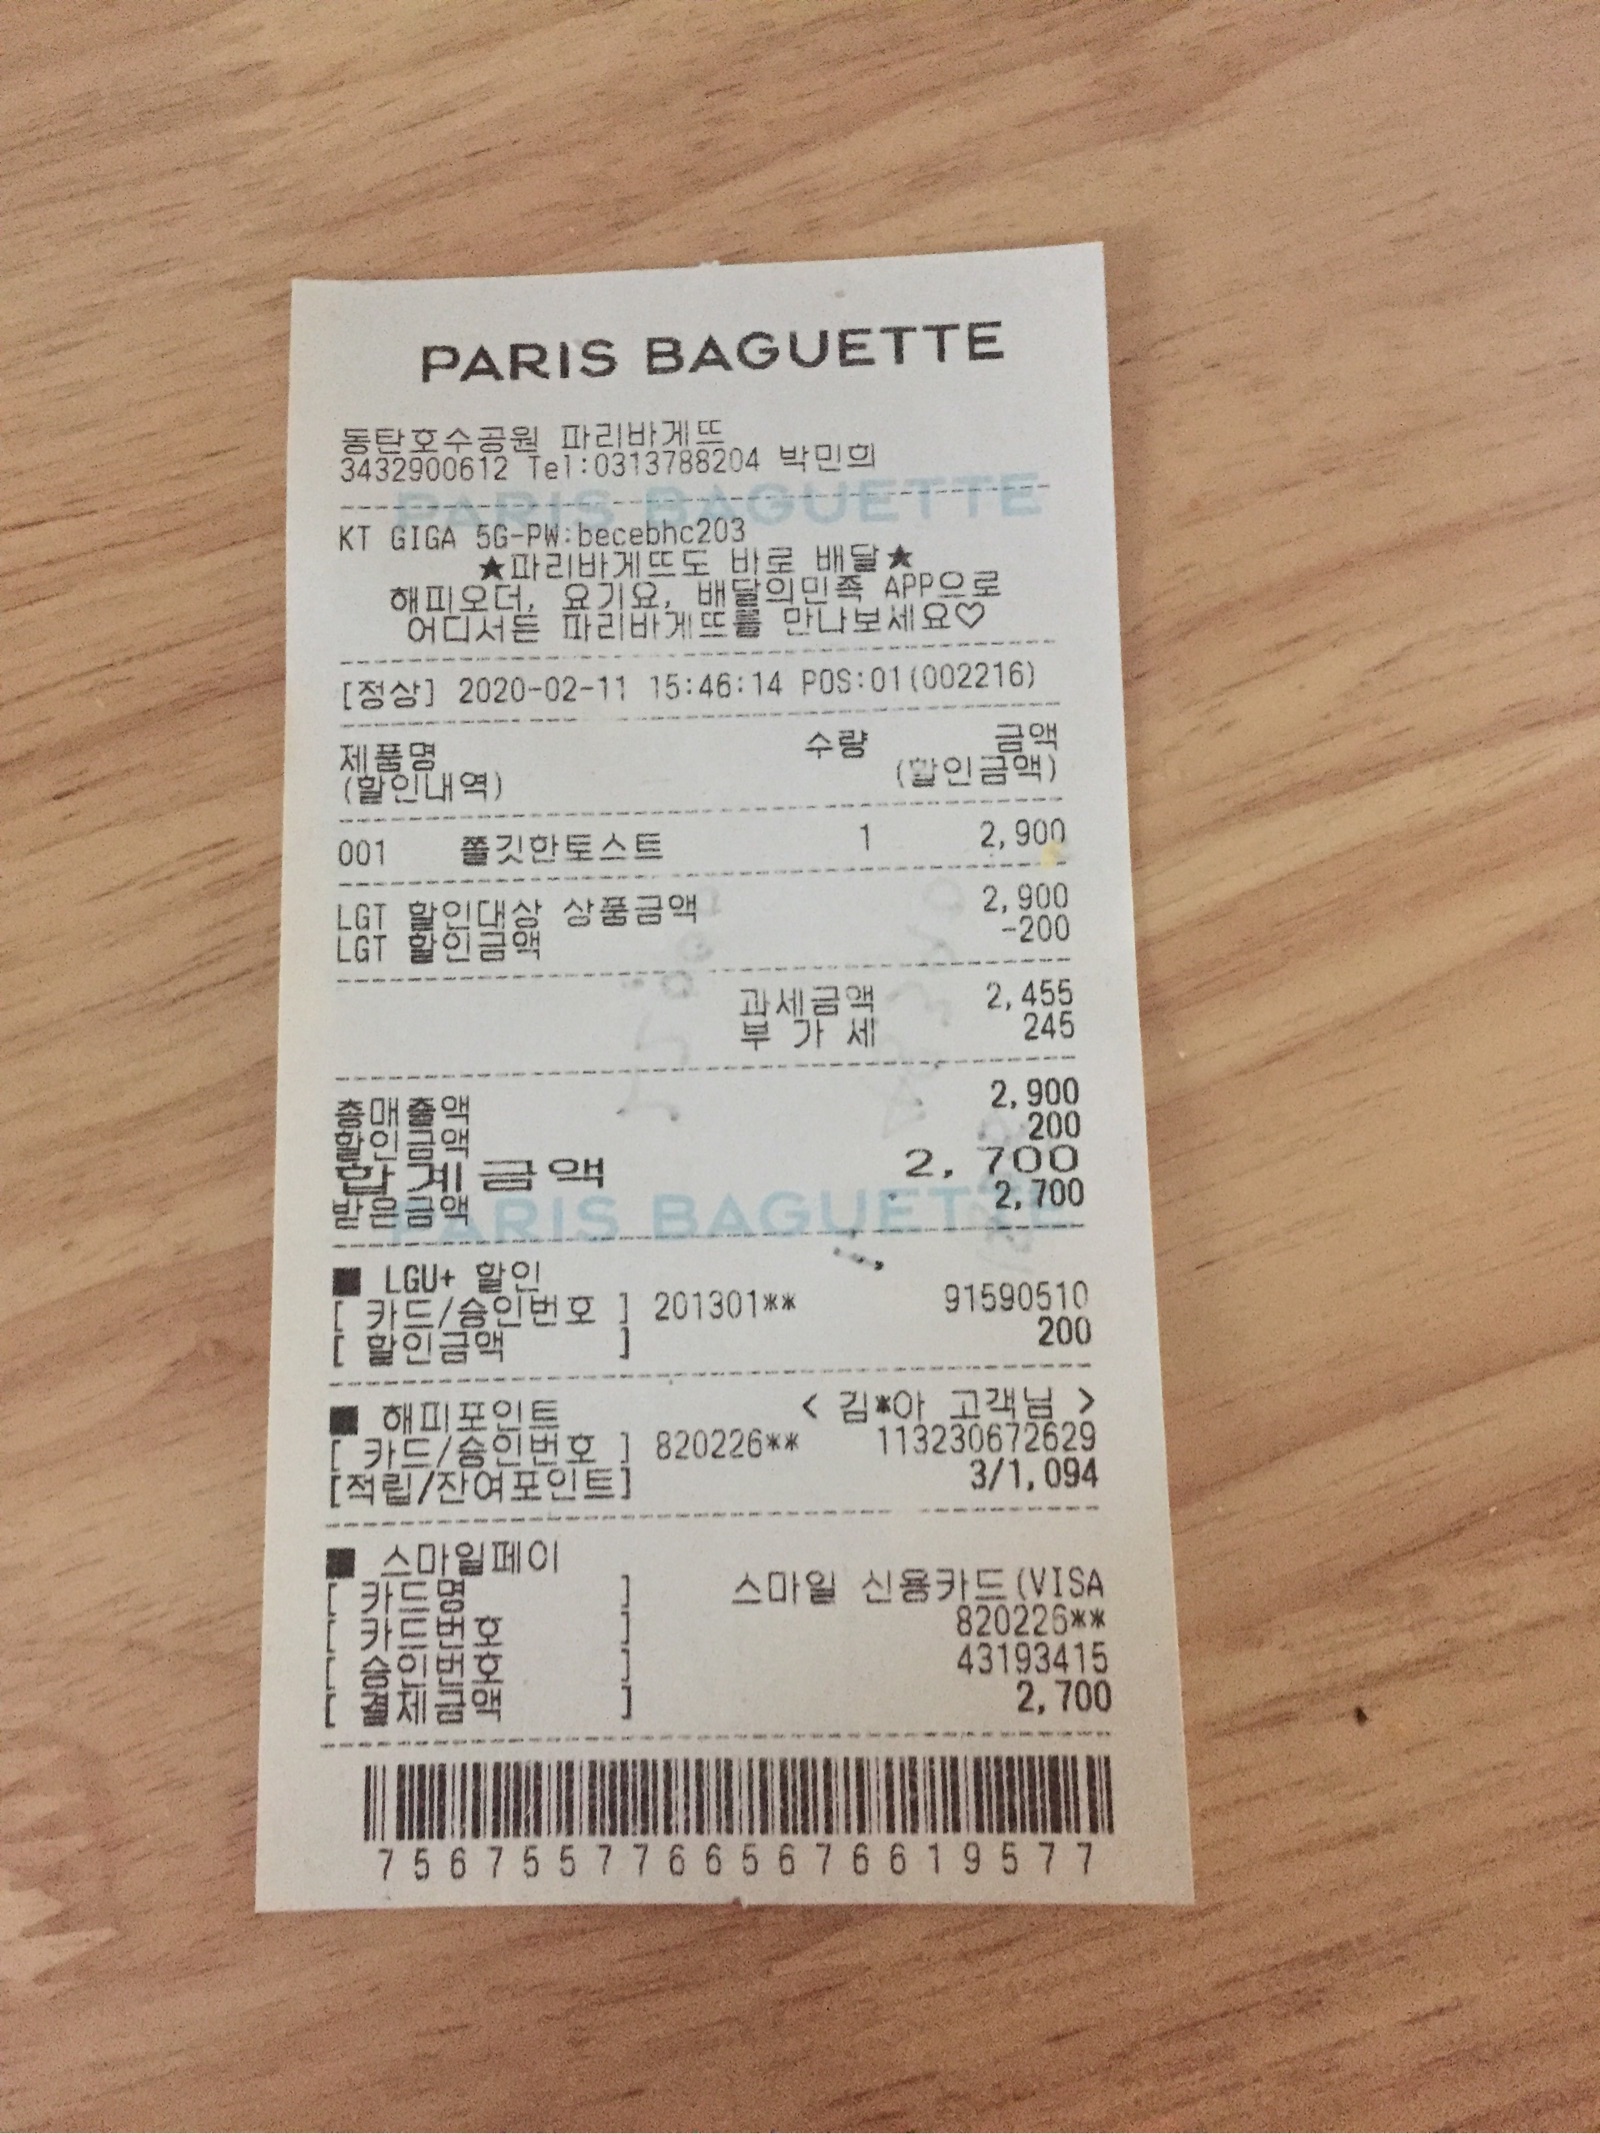 PARIS BAGUETTE
동탄호수공원 파리바게뜨
3432900612 Tel:0313788204 박민희
PARIS BAGUETTE
KT GIGA 5G-PW:becebhc203
★파리바게뜨도 바로 배달★
해피오더, 요기요, 배달의민족 APP으로
어디서든 파리바게뜨를 만나보세요♡
[정상] 2020-02-11 15:46:14 POS:01(002216)
제품명 수량 금액
(할인내역) (할인금액)
001 쫄깃한토스트 1 2,900
LGT 할인대상 상품금액 2,900
LGT 할인금액 -200
과세금액 2,455
부 가 세 245
총매출액 2,900
할인금액 200
합계금액 2,700
받은금액 2,700
PARIS BAGUETTE
■ LGU+ 할인
[ 카드/승인번호 ] 201301** 91590510
[ 할인금액 ] 200
■ 해피포인트 < 김*아 고객님 >
[ 카드/승인번호 ] 820226** 113230672629
[적립/잔여포인트] 3/1,094
■ 스마일페이
[ 카드명 ] 스마일 신용카드(VISA
[ 카드번호 ] 820226**
[ 승인번호 ] 43193415
[ 결제금액 ] 2,700
75675577665676619577